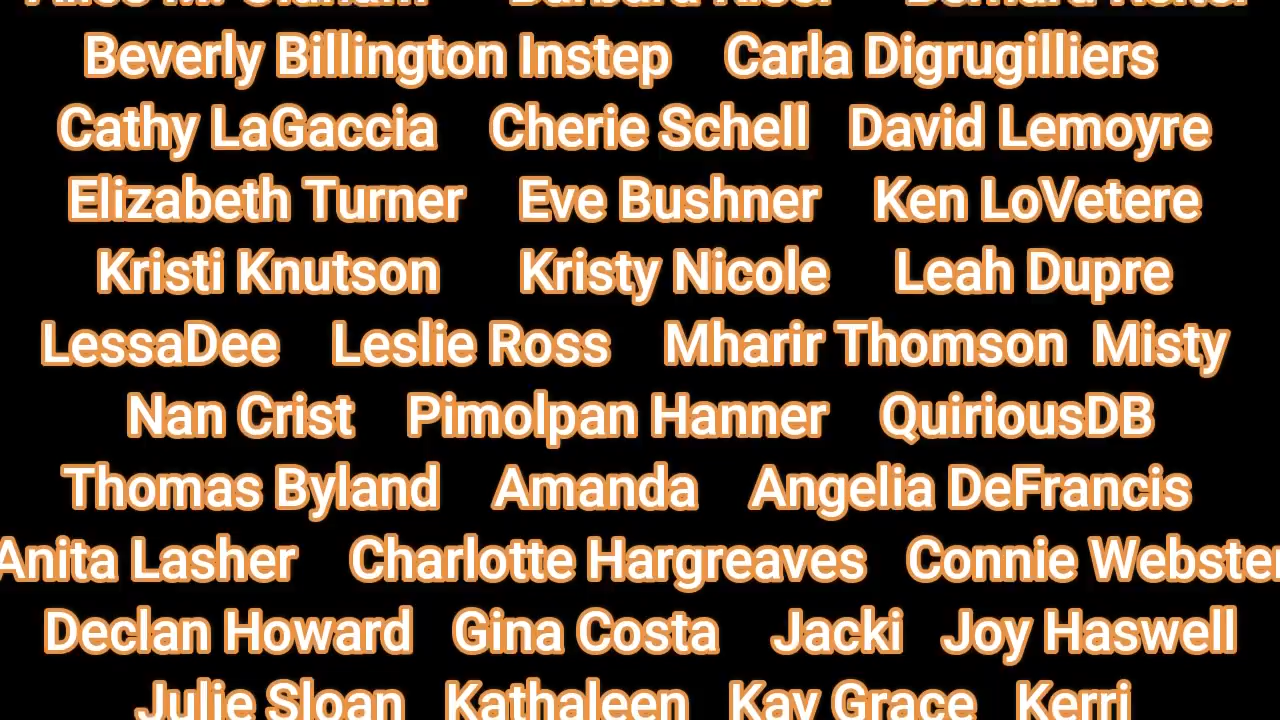 Beverly Billington Instep Carla Digrugilliers
Cathy LaGaccia Cherie Schell David Lemoyre
Elizabeth Turner Eve Bushner Ken LoVetere
Kristi Knutson Kristy Nicole Leah Dupre
LessaDee Leslie Ross Mharir Thomson Misty
Nan Crist Pimolpan Hanner QuiriousDB
Thomas Byland Amanda Angelia DeFrancis
Anita Lasher Charlotte Hargreaves Connie Webster
Declan Howard Gina Costa Jacki Joy Haswell
Julie Sloan Kathaleen Kay Grace Kerri